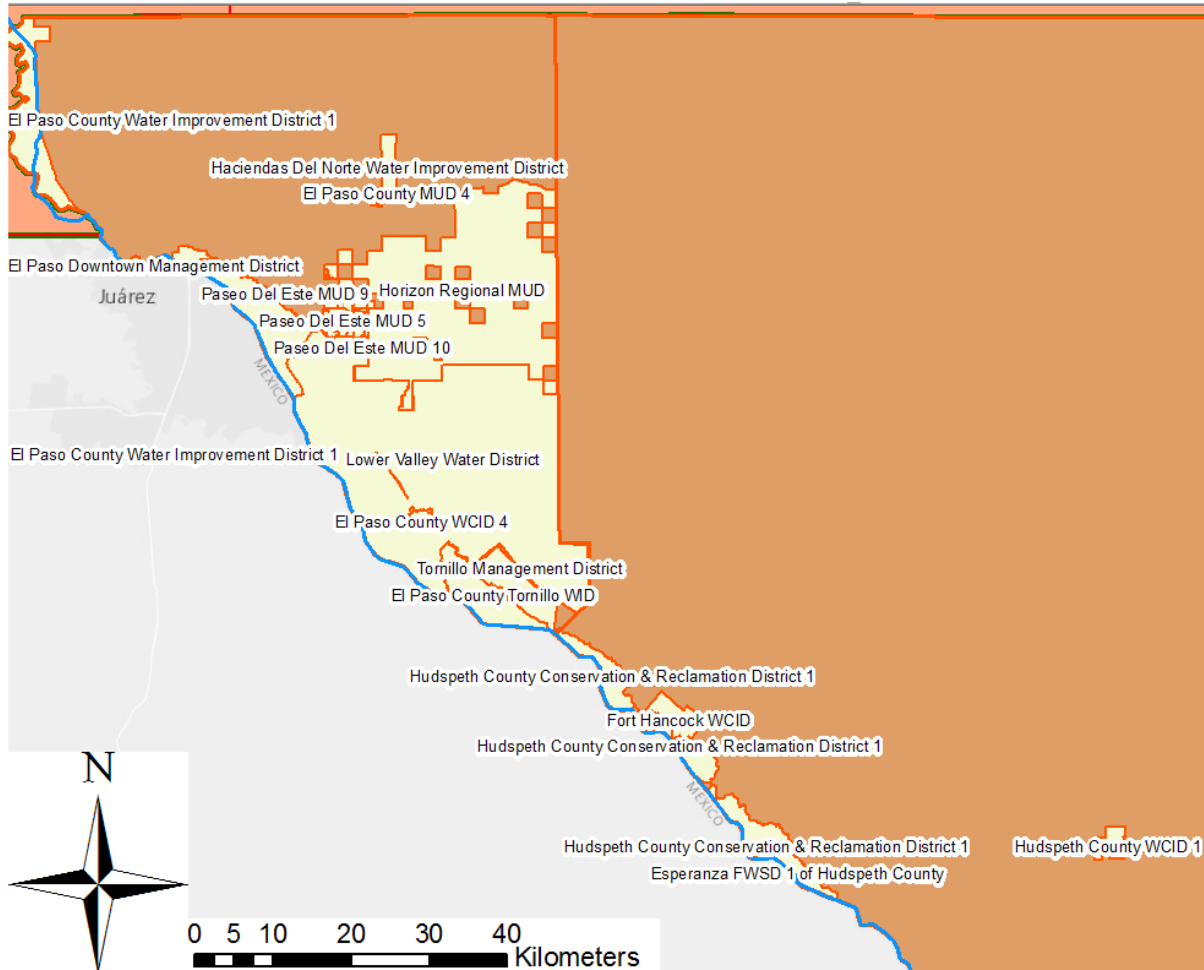 El Paso County Water Improvement District 1
Haciendas Del Norte Water Improvement District
El Paso County MUD 4
El Paso Downtown Management District
Juárez
Paseo Del Este MUD 9
Horizon Regional MUD
Paseo Del Este MUD 5
Paseo Del Este MUD 10
MEXICO
El Paso County Water Improvement District 1
Lower Valley Water District
El Paso County WCID 4
Tornillo Management District
El Paso County Tornillo WID
Hudspeth County Conservation & Reclamation District 1
Fort Hancock WCID
Hudspeth County Conservation & Reclamation District 1
MEXICO
Hudspeth County Conservation & Reclamation District 1
Hudspeth County WCID 1
Esperanza FWSD 1 of Hudspeth County
N
0 5 10 20 30 40
Kilometers